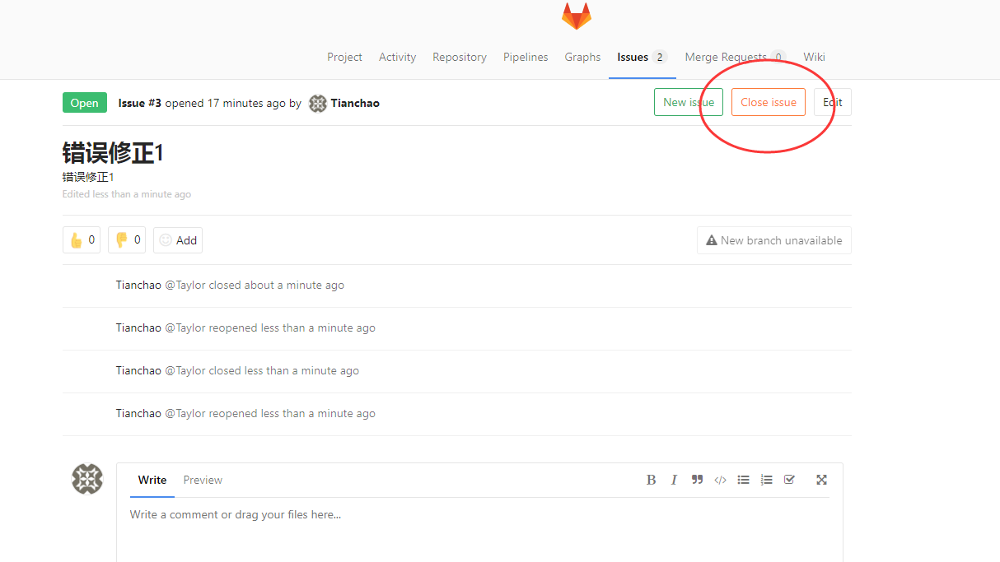 Project Activity Repository Pipelines Graphs Issues 2 Merge Requests 0 Wiki
Open Issue #3 opened 17 minutes ago by Tianchao New issue Close issue Edit
错误修正1
错误修正1
Edited less than a minute ago
0 0 Add New branch unavailable
Tianchao @Taylor closed about a minute ago
Tianchao @Taylor reopened less than a minute ago
Tianchao @Taylor closed less than a minute ago
Tianchao @Taylor reopened less than a minute ago
Write Preview B I
Write a comment or drag your files here...